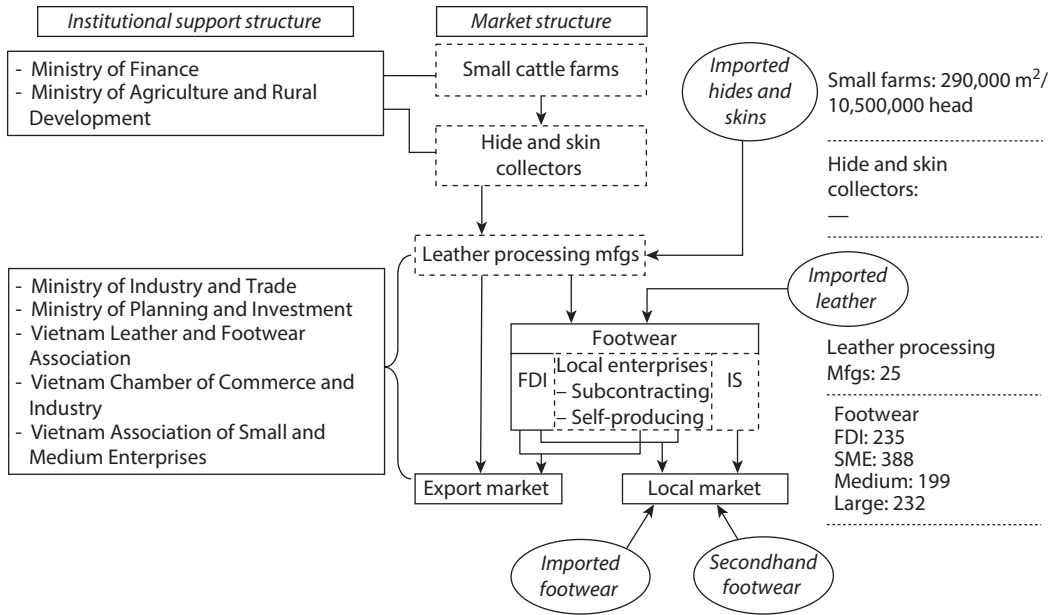 Institutional support structure
Market structure
- Ministry of Finance
- Ministry of Agriculture and Rural
Development
Small cattle farms
Hide and skin
collectors
Imported
hides and
skins
Small farms: 290,000 m²/
10,500,000 head
Hide and skin
collectors:
—
Leather processing mfgs
- Ministry of Industry and Trade
- Ministry of Planning and Investment
- Vietnam Leather and Footwear
Association
- Vietnam Chamber of Commerce and
Industry
- Vietnam Association of Small and
Medium Enterprises
Imported
leather
Footwear
FDI
Local enterprises
– Subcontracting
– Self-producing
IS
Leather processing
Mfgs: 25
Footwear
FDI: 235
SME: 388
Medium: 199
Large: 232
Export market
Local market
Imported
footwear
Secondhand
footwear